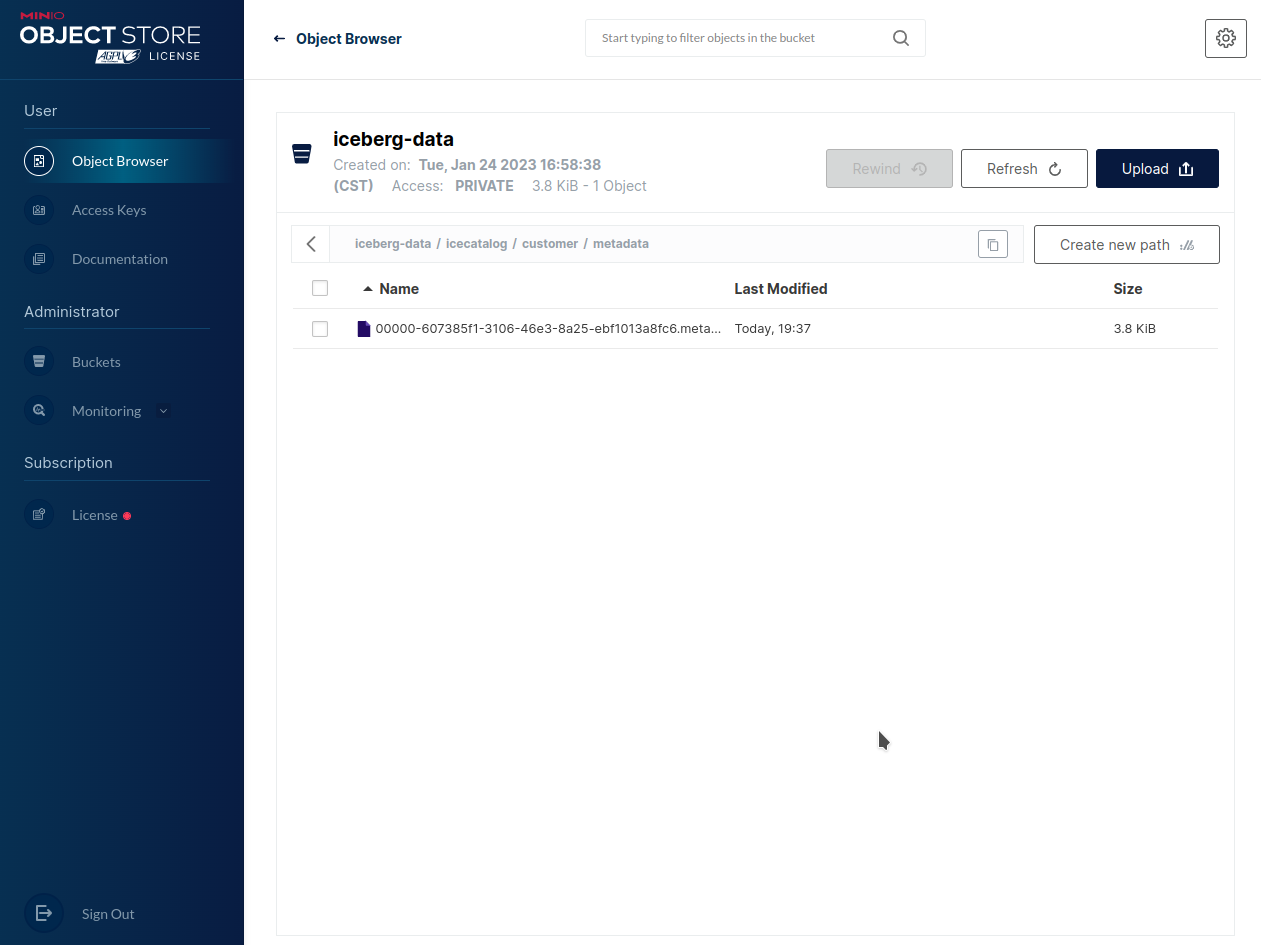 MINIO
OBJECT STORE
AGPLv3 LICENSE
User
Object Browser
Access Keys
Documentation
Administrator
Buckets
Monitoring
Subscription
License
Sign Out
← Object Browser
Start typing to filter objects in the bucket
iceberg-data
Created on: Tue, Jan 24 2023 16:58:38
(CST) Access: PRIVATE 3.8 KiB - 1 Object
Rewind
Refresh
Upload
iceberg-data / icecatalog / customer / metadata
Create new path
Name Last Modified Size
00000-607385f1-3106-46e3-8a25-ebf1013a8fc6.meta... Today, 19:37 3.8 KiB